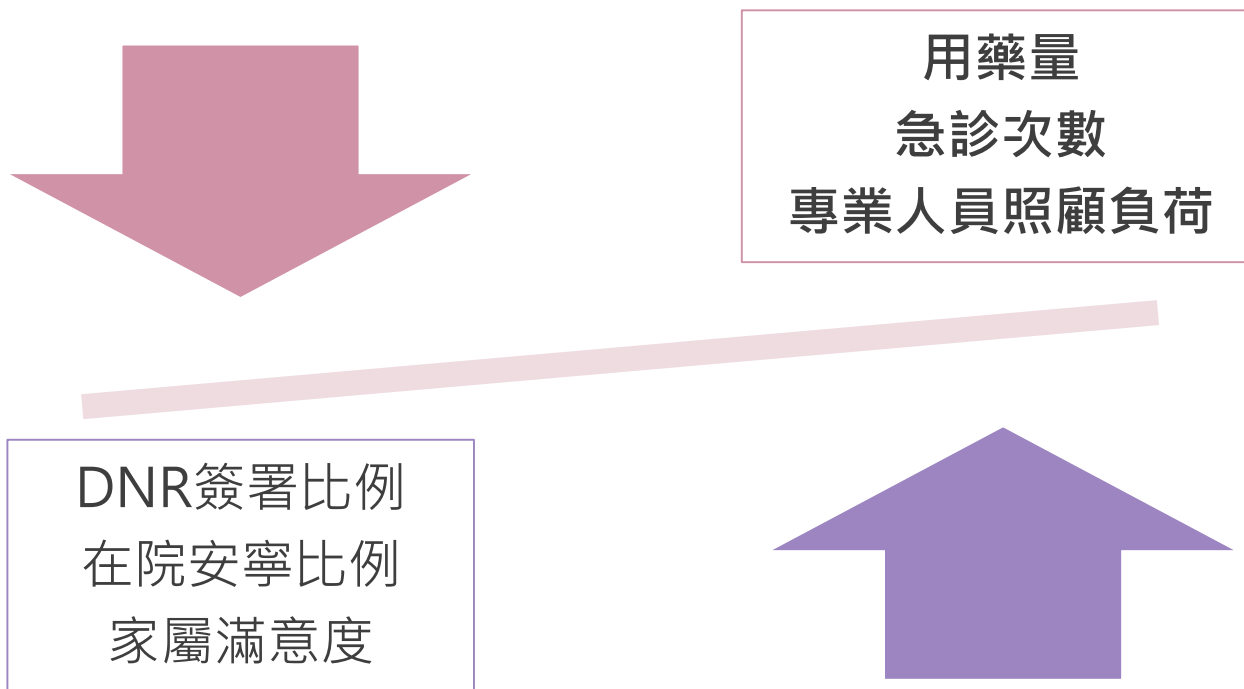 用藥量
急診次數
專業人員照顧負荷
DNR簽署比例
在院安寧比例
家屬滿意度